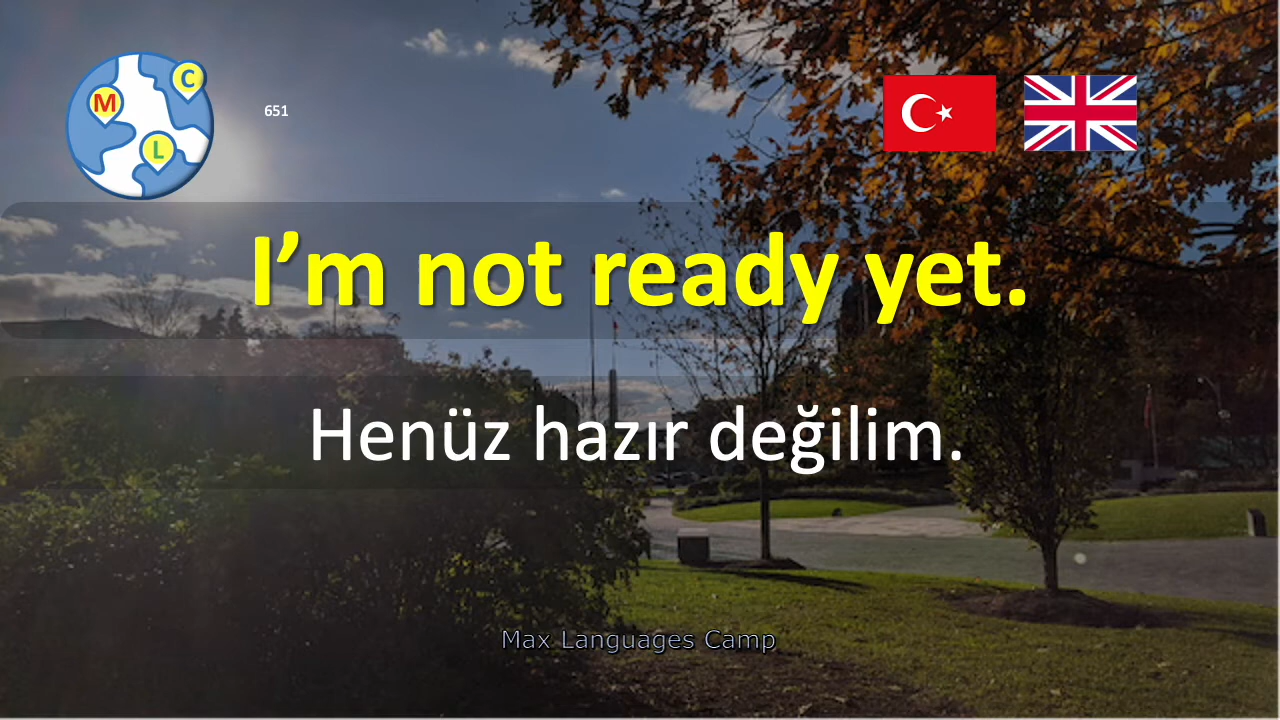 M
C
L
651
I’m not ready yet.
Henüz hazır değilim.
Max Languages Camp